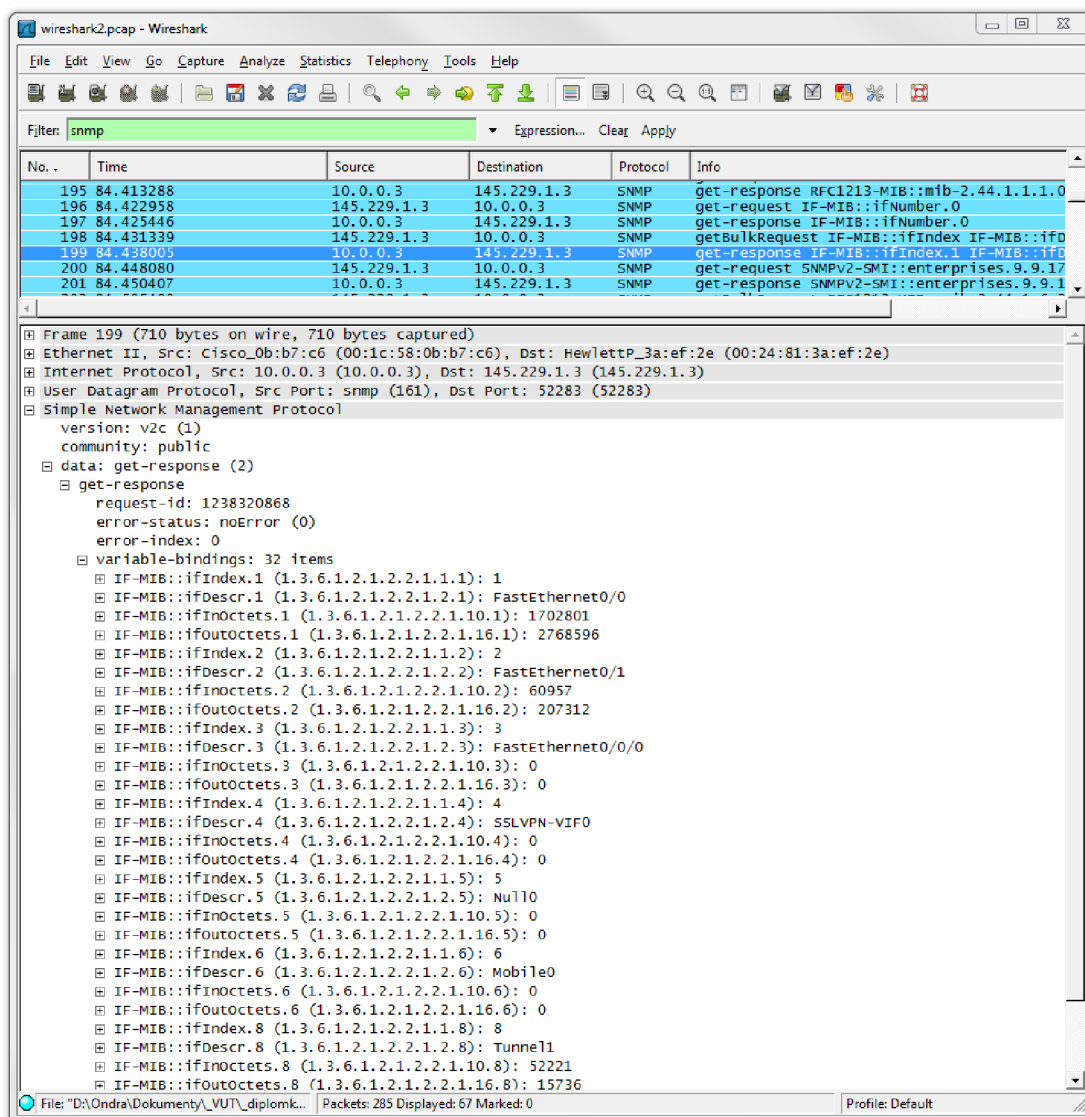 wireshark2.pcap - Wireshark
File Edit View Go Capture Analyze Statistics Telephony Tools Help
Filter: snmp Expression... Clear Apply
No. . Time Source Destination Protocol Info
195 84.413288 10.0.0.3 145.229.1.3 SNMP get-response RFC1213-MIB::mib-2.44.1.1.1.0
196 84.422958 145.229.1.3 10.0.0.3 SNMP get-request IF-MIB::ifNumber.0
197 84.425446 10.0.0.3 145.229.1.3 SNMP get-response IF-MIB::ifNumber.0
198 84.431339 145.229.1.3 10.0.0.3 SNMP getBulkRequest IF-MIB::ifIndex IF-MIB::ifD
199 84.438005 10.0.0.3 145.229.1.3 SNMP get-response IF-MIB::ifIndex.1 IF-MIB::ifD
200 84.448080 145.229.1.3 10.0.0.3 SNMP get-request SNMPv2-SMI::enterprises.9.9.17
201 84.450407 10.0.0.3 145.229.1.3 SNMP get-response SNMPv2-SMI::enterprises.9.9.1
Frame 199 (710 bytes on wire, 710 bytes captured)
Ethernet II, Src: Cisco_0b:b7:c6 (00:1c:58:0b:b7:c6), Dst: HewlettP_3a:ef:2e (00:24:81:3a:ef:2e)
Internet Protocol, Src: 10.0.0.3 (10.0.0.3), Dst: 145.229.1.3 (145.229.1.3)
User Datagram Protocol, Src Port: snmp (161), Dst Port: 52283 (52283)
Simple Network Management Protocol
version: v2c (1)
community: public
data: get-response (2)
get-response
request-id: 1238320868
error-status: noError (0)
error-index: 0
variable-bindings: 32 items
IF-MIB::ifIndex.1 (1.3.6.1.2.1.2.2.1.1.1): 1
IF-MIB::ifDescr.1 (1.3.6.1.2.1.2.2.1.2.1): FastEthernet0/0
IF-MIB::ifInOctets.1 (1.3.6.1.2.1.2.2.1.10.1): 1702801
IF-MIB::ifOutOctets.1 (1.3.6.1.2.1.2.2.1.16.1): 2768596
IF-MIB::ifIndex.2 (1.3.6.1.2.1.2.2.1.1.2): 2
IF-MIB::ifDescr.2 (1.3.6.1.2.1.2.2.1.2.2): FastEthernet0/1
IF-MIB::ifInOctets.2 (1.3.6.1.2.1.2.2.1.10.2): 60957
IF-MIB::ifOutOctets.2 (1.3.6.1.2.1.2.2.1.16.2): 207312
IF-MIB::ifIndex.3 (1.3.6.1.2.1.2.2.1.1.3): 3
IF-MIB::ifDescr.3 (1.3.6.1.2.1.2.2.1.2.3): FastEthernet0/0/0
IF-MIB::ifInOctets.3 (1.3.6.1.2.1.2.2.1.10.3): 0
IF-MIB::ifOutOctets.3 (1.3.6.1.2.1.2.2.1.16.3): 0
IF-MIB::ifIndex.4 (1.3.6.1.2.1.2.2.1.1.4): 4
IF-MIB::ifDescr.4 (1.3.6.1.2.1.2.2.1.2.4): SSLVPN-VIF0
IF-MIB::ifInOctets.4 (1.3.6.1.2.1.2.2.1.10.4): 0
IF-MIB::ifOutOctets.4 (1.3.6.1.2.1.2.2.1.16.4): 0
IF-MIB::ifIndex.5 (1.3.6.1.2.1.2.2.1.1.5): 5
IF-MIB::ifDescr.5 (1.3.6.1.2.1.2.2.1.2.5): Null0
IF-MIB::ifInOctets.5 (1.3.6.1.2.1.2.2.1.10.5): 0
IF-MIB::ifOutOctets.5 (1.3.6.1.2.1.2.2.1.16.5): 0
IF-MIB::ifIndex.6 (1.3.6.1.2.1.2.2.1.1.6): 6
IF-MIB::ifDescr.6 (1.3.6.1.2.1.2.2.1.2.6): Mobile0
IF-MIB::ifInOctets.6 (1.3.6.1.2.1.2.2.1.10.6): 0
IF-MIB::ifOutOctets.6 (1.3.6.1.2.1.2.2.1.16.6): 0
IF-MIB::ifIndex.8 (1.3.6.1.2.1.2.2.1.1.8): 8
IF-MIB::ifDescr.8 (1.3.6.1.2.1.2.2.1.2.8): Tunnel1
IF-MIB::ifInOctets.8 (1.3.6.1.2.1.2.2.1.10.8): 52221
IF-MIB::ifOutOctets.8 (1.3.6.1.2.1.2.2.1.16.8): 15736
File: "D:\Ondra\Dokumenty\_VUT\_diplomk... Packets: 285 Displayed: 67 Marked: 0 Profile: Default